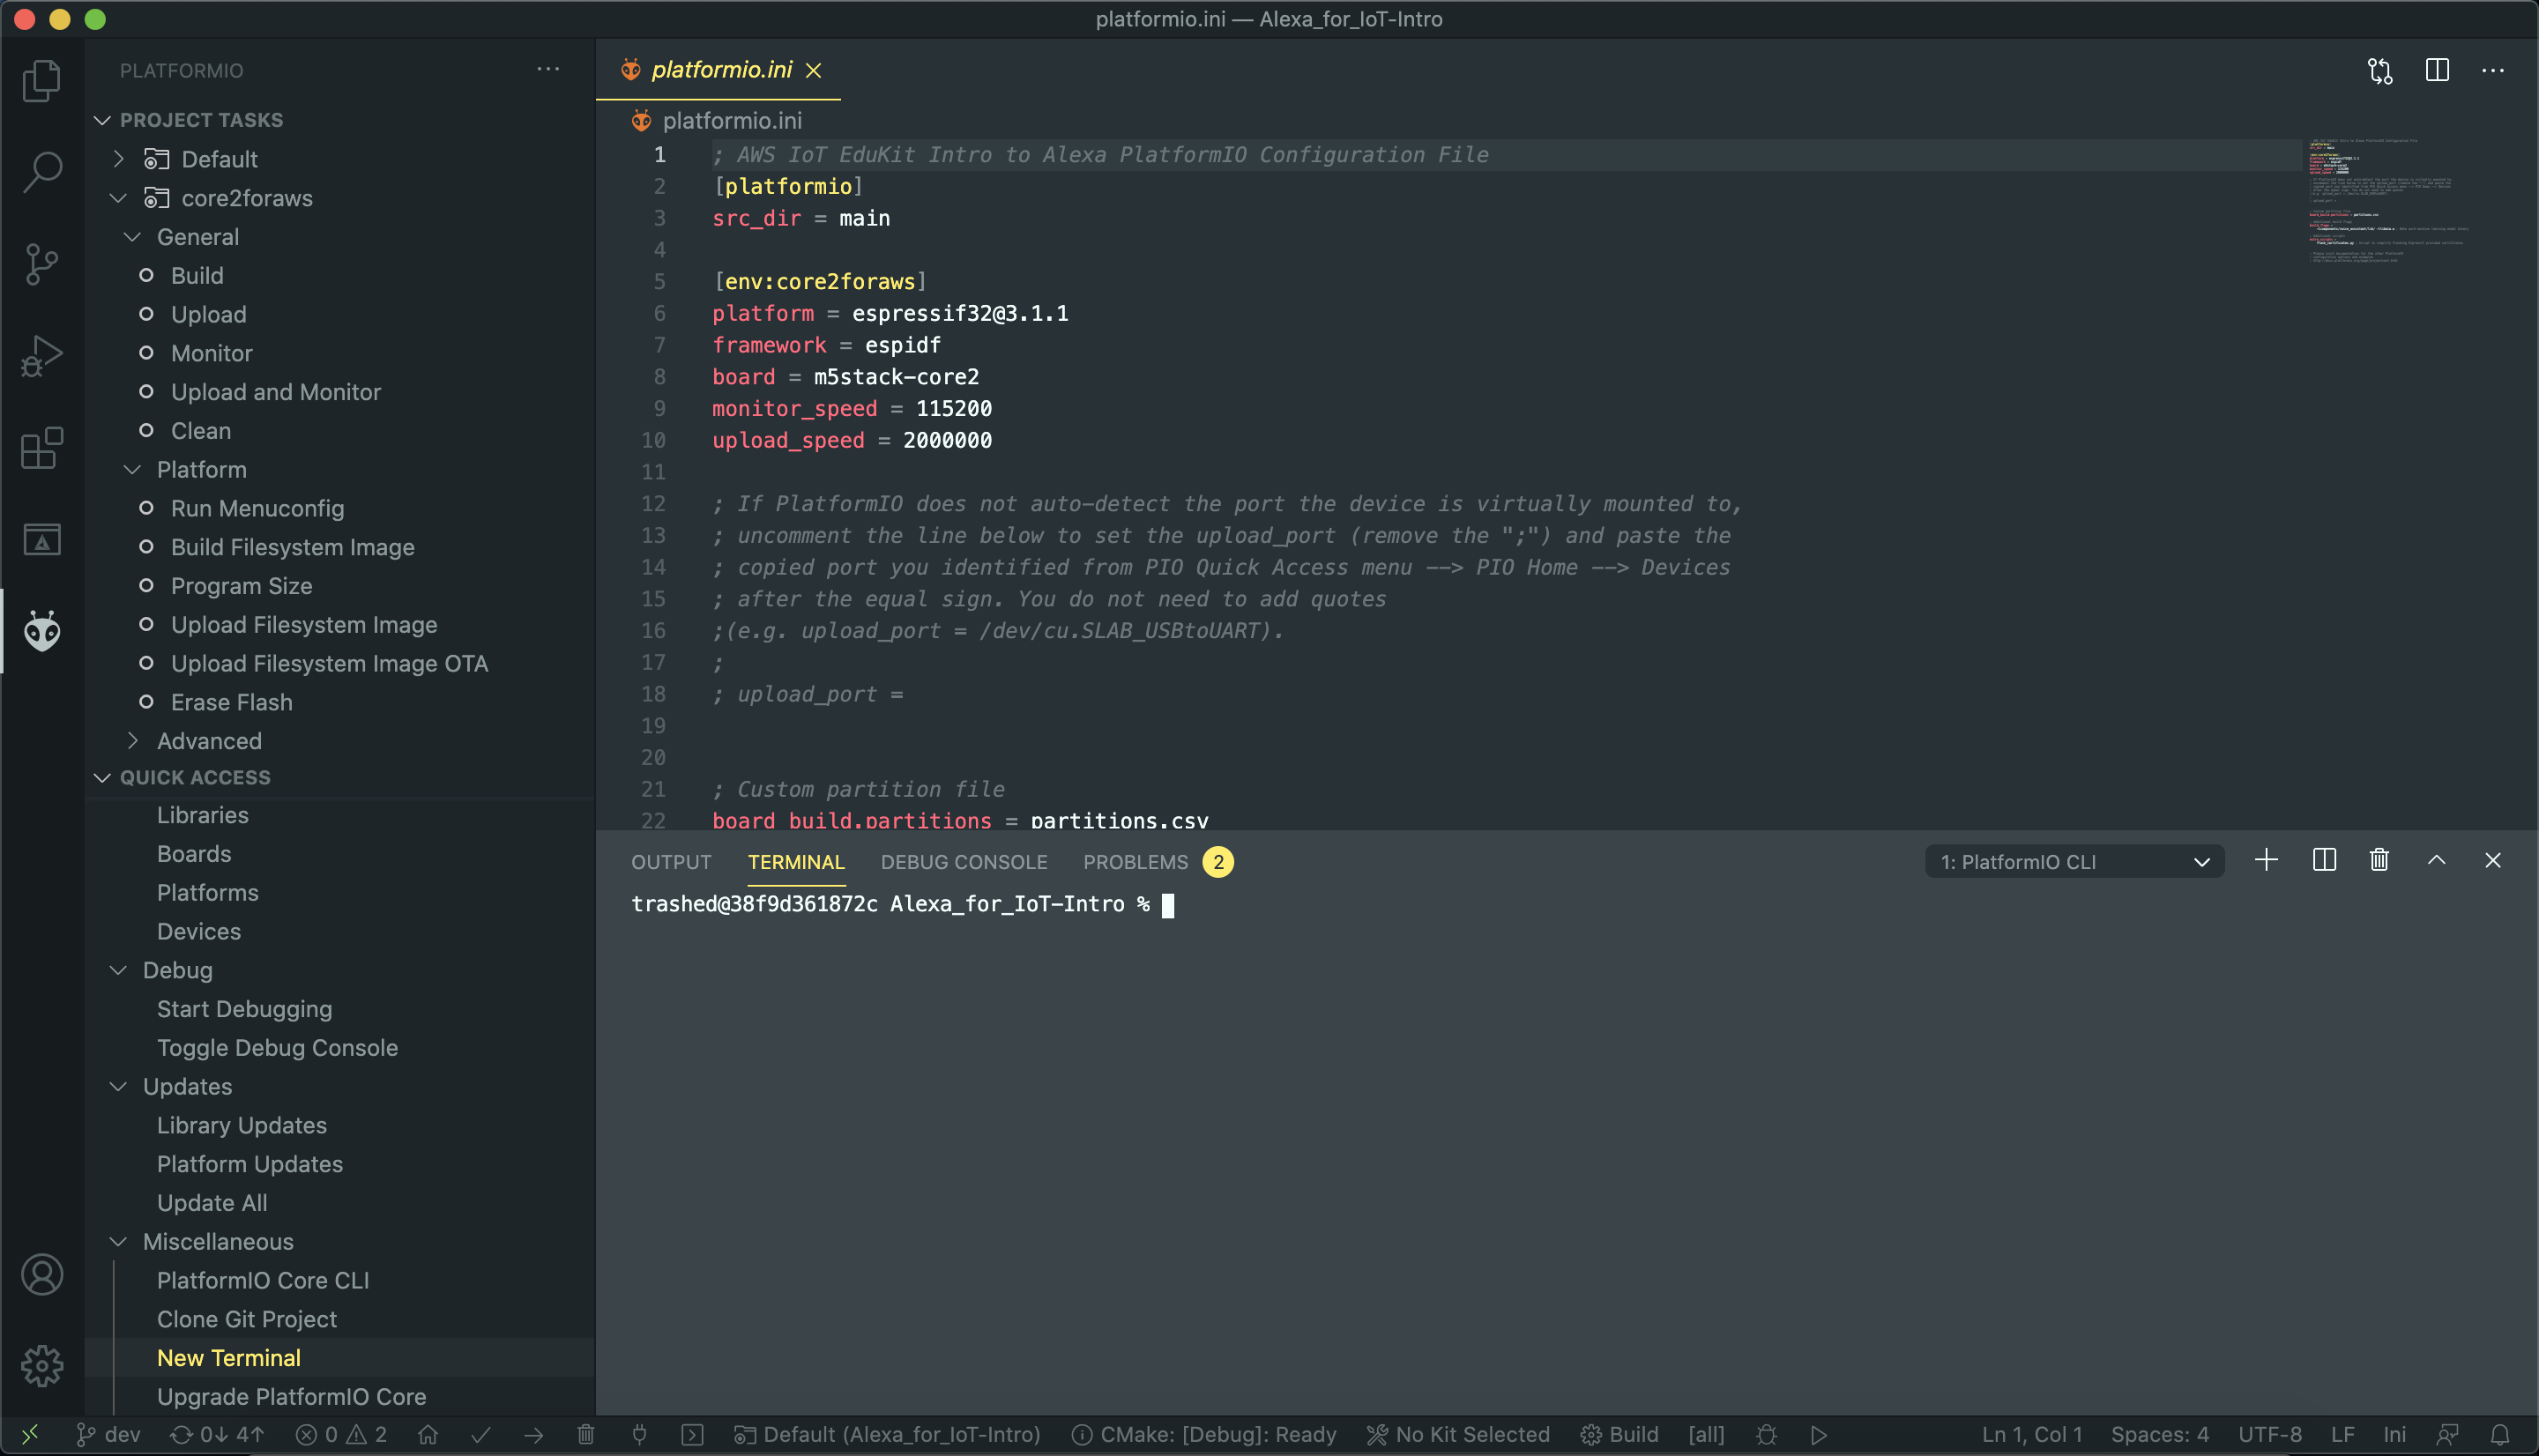 platformio.ini — Alexa_for_IoT-Intro
PLATFORMIO
PROJECT TASKS
Default
core2foraws
General
Build
Upload
Monitor
Upload and Monitor
Clean
Platform
Run Menuconfig
Build Filesystem Image
Program Size
Upload Filesystem Image
Upload Filesystem Image OTA
Erase Flash
Advanced
QUICK ACCESS
Libraries
Boards
Platforms
Devices
Debug
Start Debugging
Toggle Debug Console
Updates
Library Updates
Platform Updates
Update All
Miscellaneous
PlatformIO Core CLI
Clone Git Project
New Terminal
Upgrade PlatformIO Core
platformio.ini
platformio.ini
1 ; AWS IoT EduKit Intro to Alexa PlatformIO Configuration File
2 [platformio]
3 src_dir = main
4
5 [env:core2foraws]
6 platform = espressif32@3.1.1
7 framework = espidf
8 board = m5stack-core2
9 monitor_speed = 115200
10 upload_speed = 2000000
11
12 ; If PlatformIO does not auto-detect the port the device is virtually mounted to,
13 ; uncomment the line below to set the upload_port (remove the ";") and paste the
14 ; copied port you identified from PIO Quick Access menu --> PIO Home --> Devices
15 ; after the equal sign. You do not need to add quotes
16 ;(e.g. upload_port = /dev/cu.SLAB_USBtoUART).
17 ;
18 ; upload_port =
19
20
21 ; Custom partition file
22 board_build.partitions = partitions.csv
OUTPUT TERMINAL DEBUG CONSOLE PROBLEMS 2 1: PlatformIO CLI
trashed@38f9d361872c Alexa_for_IoT-Intro %
dev 0↓ 4↑ 0 2 Default (Alexa_for_IoT-Intro) CMake: [Debug]: Ready No Kit Selected Build [all] Ln 1, Col 1 Spaces: 4 UTF-8 LF Ini